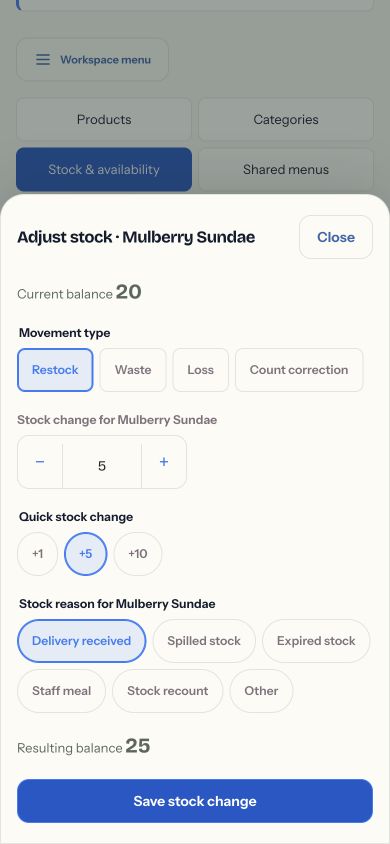 Workspace menu
Products
Categories
Stock & availability
Shared menus
Adjust stock · Mulberry Sundae
Close
Current balance 20
Movement type
Restock
Waste
Loss
Count correction
Stock change for Mulberry Sundae
− 5 +
Quick stock change
+1
+5
+10
Stock reason for Mulberry Sundae
Delivery received
Spilled stock
Expired stock
Staff meal
Stock recount
Other
Resulting balance 25
Save stock change